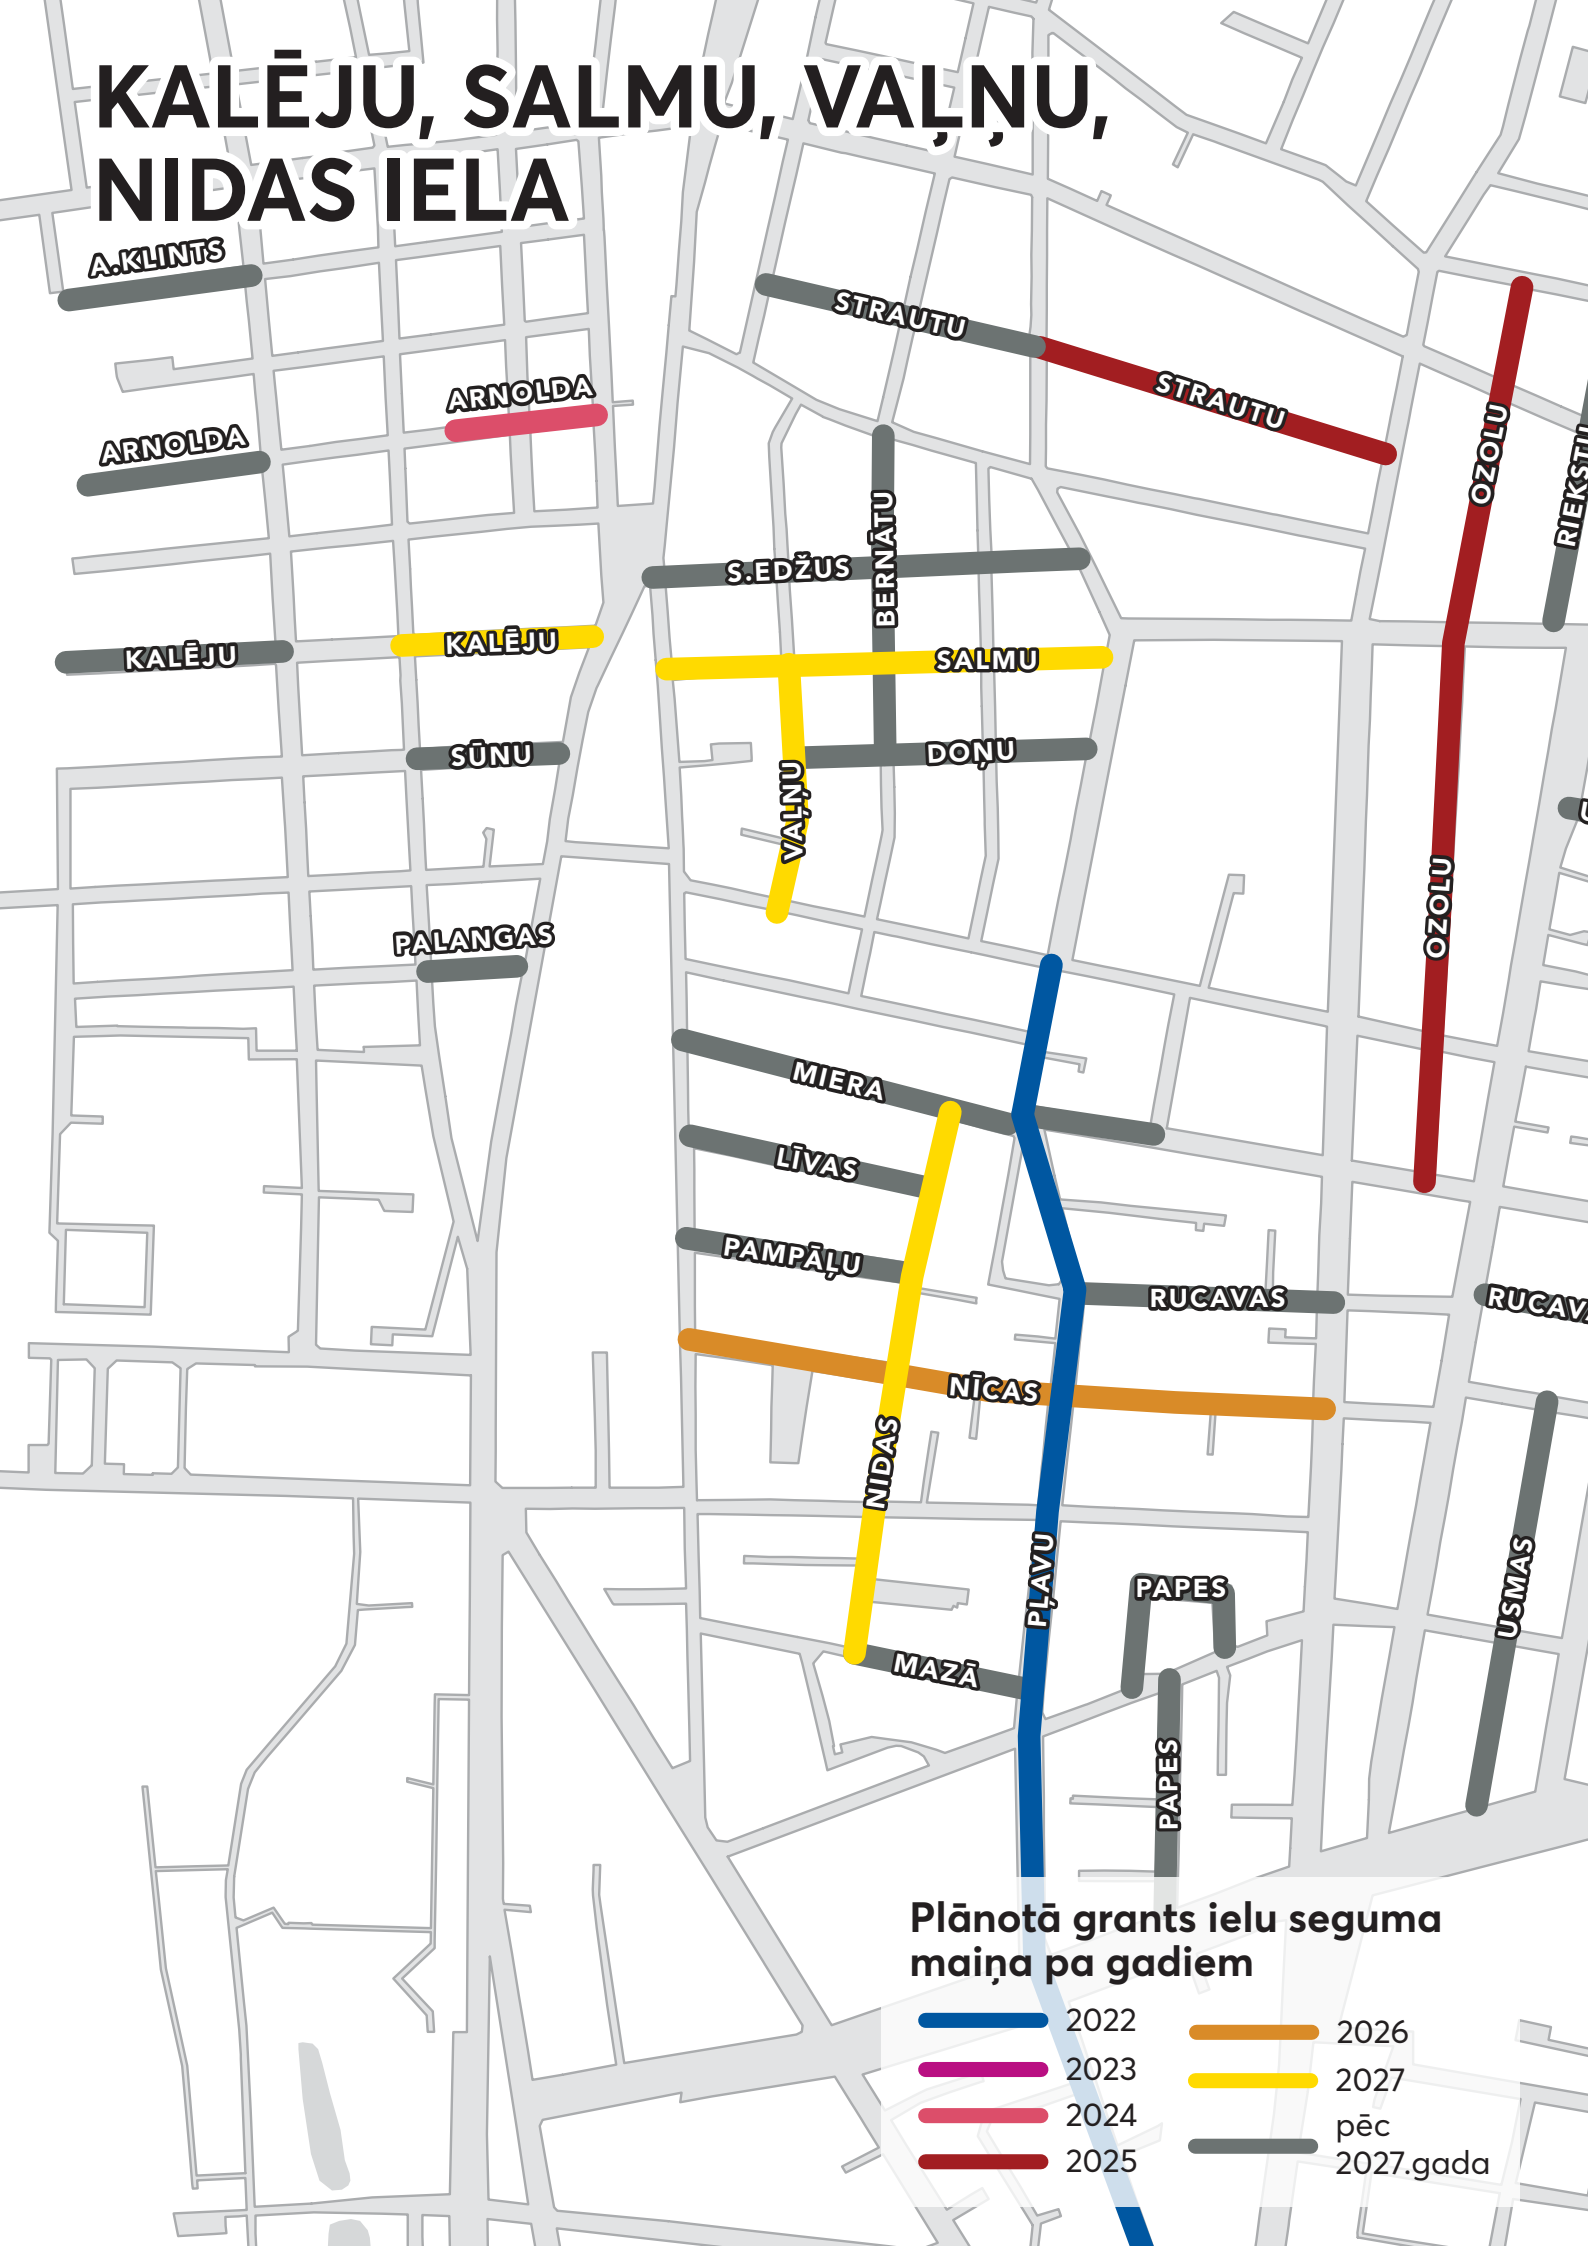 KALĒJU, SALMU, VAĻŅU,
NIDAS IELA
A.KLINTS
STRAUTU
STRAUTU
ARNOLDA
ARNOLDA
OZOLU
BERNĀTU
S.EDŽUS
KALĒJU
KALĒJU
SALMU
SŪNU
DOŅU
VAĻŅU
OZOLU
PALANGAS
MIERA
LĪVAS
PAMPĀĻU
RUCAVAS
NĪCAS
NIDAS
PĻAVU
PAPES
USMAS
MAZĀ
PAPES
Plānotā grants ielu seguma
maiņa pa gadiem
2022
2023
2024
2025
2026
2027
pēc
2027.gada